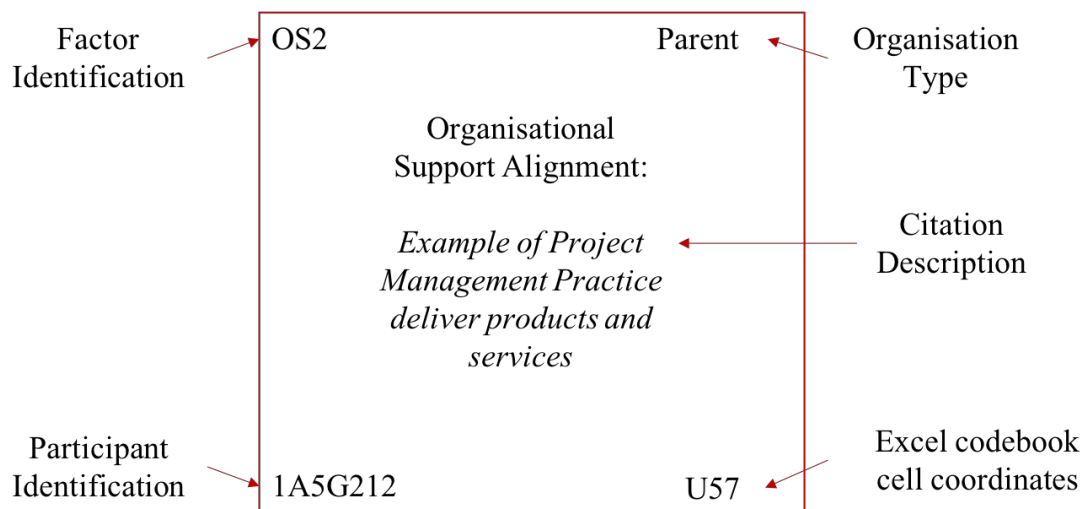 Factor
Identification
OS2
Parent
Organisation
Type
Organisational
Support Alignment:
Example of Project
Management Practice
deliver products and
services
Citation
Description
Participant
Identification
1A5G212
U57
Excel codebook
cell coordinates